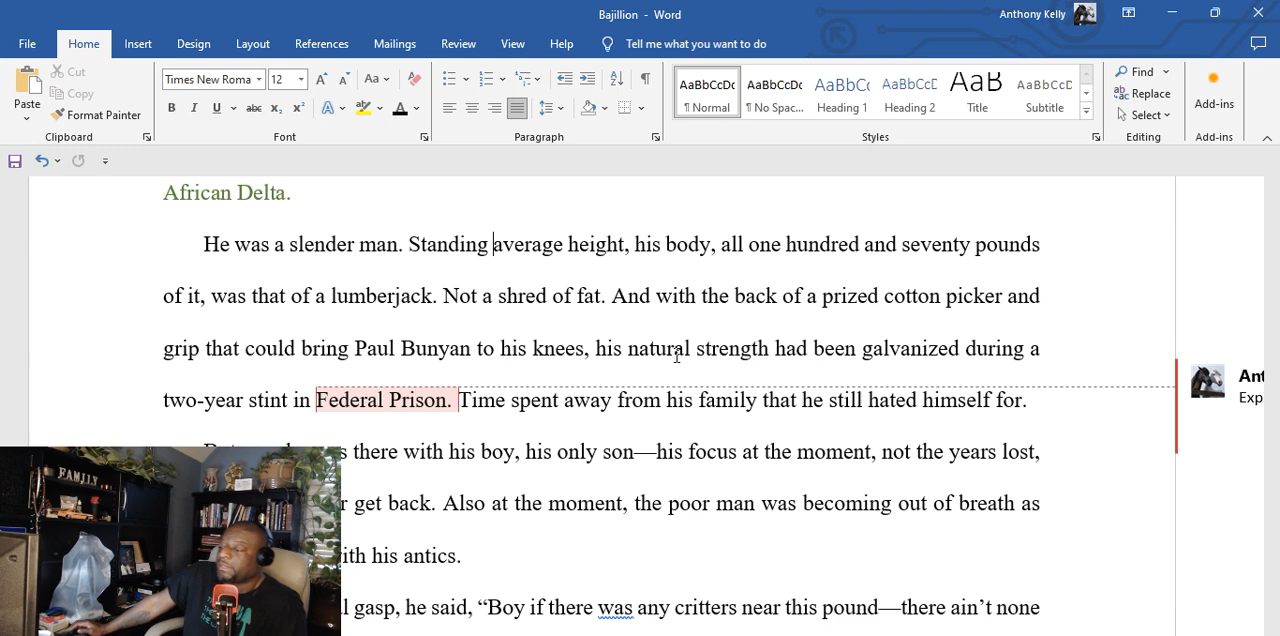 Bajillion - Word
Anthony Kelly
File Home Insert Design Layout References Mailings Review View Help Tell me what you want to do
Paste
Cut
Copy
Format Painter
Clipboard
Times New Roma 12
Font
Paragraph
AaBbCcDc AaBbCcDc AaBbCc AaBbCcD AaB AaBbCcD
¶ Normal ¶ No Spac... Heading 1 Heading 2 Title Subtitle
Styles
Find
Replace
Select
Editing
Add-ins
Add-ins
African Delta.
He was a slender man. Standing average height, his body, all one hundred and seventy pounds
of it, was that of a lumberjack. Not a shred of fat. And with the back of a prized cotton picker and
grip that could bring Paul Bunyan to his knees, his natural strength had been galvanized during a
two-year stint in Federal Prison. Time spent away from his family that he still hated himself for.
Ant
Exp
s there with his boy, his only son—his focus at the moment, not the years lost,
r get back. Also at the moment, the poor man was becoming out of breath as
ith his antics.
l gasp, he said, “Boy if there was any critters near this pound—there ain’t none
FAMILY